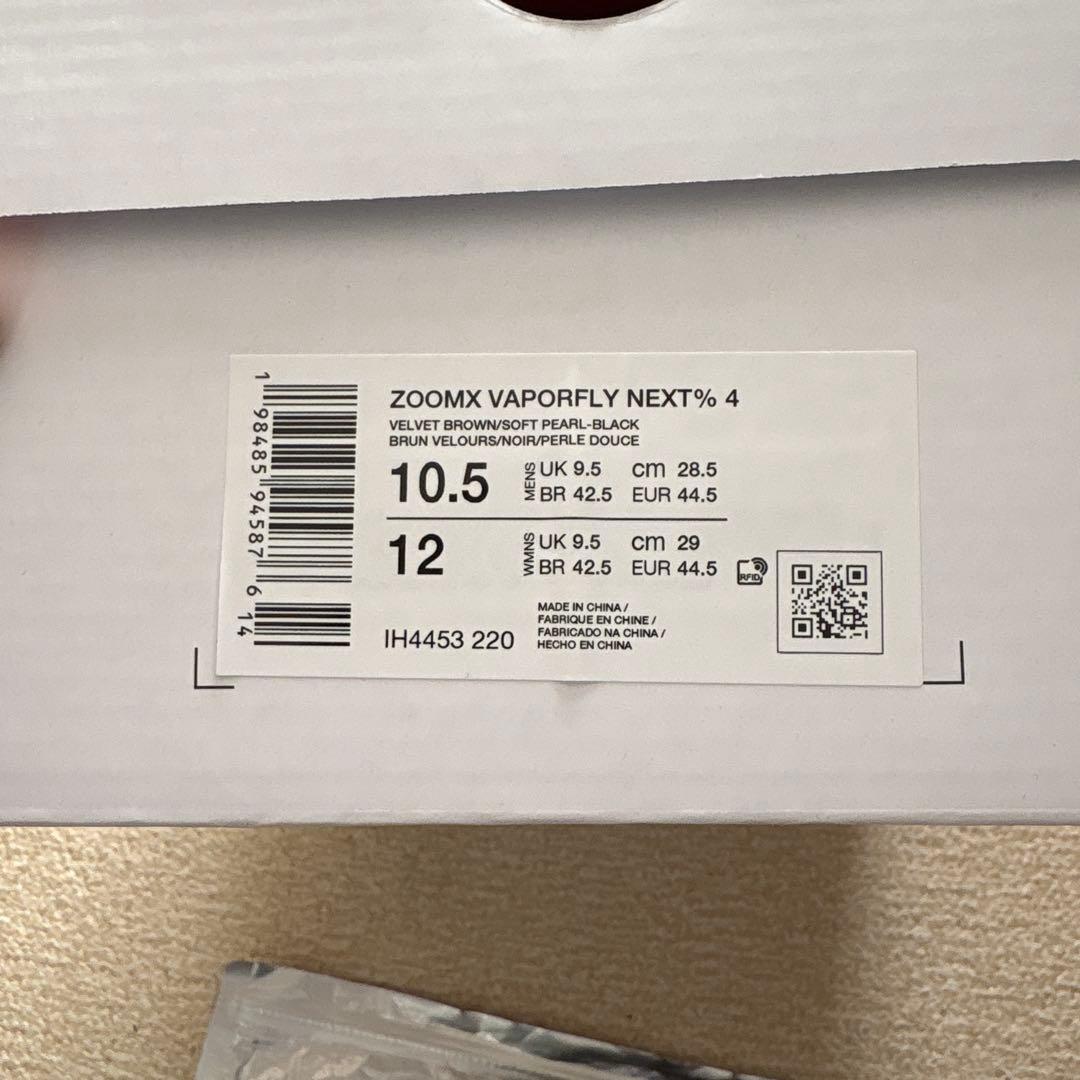 ZOOMX VAPORFLY NEXT% 4
VELVET BROWN/SOFT PEARL-BLACK
BRUN VELOURS/NOIR/PERLE DOUCE
10.5 MENS UK 9.5 cm 28.5
BR 42.5 EUR 44.5
12 WMNS UK 9.5 cm 29
BR 42.5 EUR 44.5
RFID
IH4453 220
MADE IN CHINA /
FABRIQUE EN CHINE /
FABRICADO NA CHINA /
HECHO EN CHINA
1 98485 94587 6 14